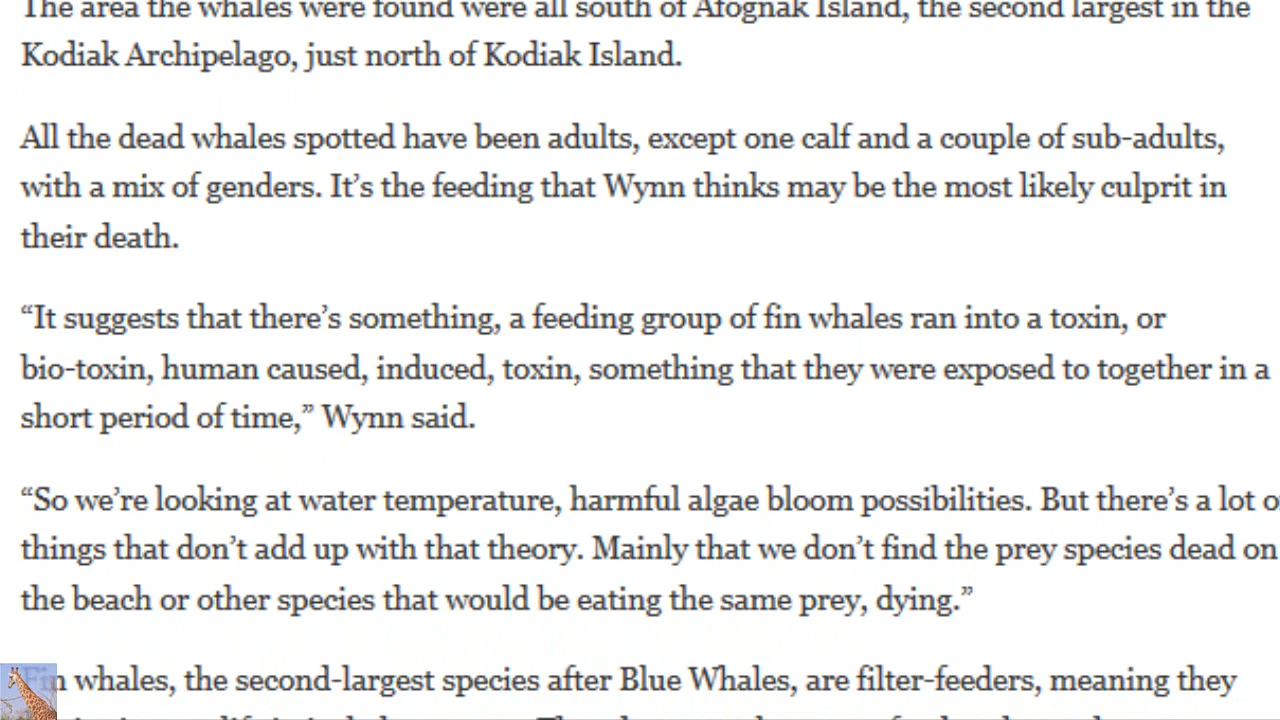 The area the whales were found were all south of Afognak Island, the second largest in the
Kodiak Archipelago, just north of Kodiak Island.
All the dead whales spotted have been adults, except one calf and a couple of sub-adults,
with a mix of genders. It’s the feeding that Wynn thinks may be the most likely culprit in
their death.
“It suggests that there’s something, a feeding group of fin whales ran into a toxin, or
bio-toxin, human caused, induced, toxin, something that they were exposed to together in a
short period of time,” Wynn said.
“So we’re looking at water temperature, harmful algae bloom possibilities. But there’s a lot
things that don’t add up with that theory. Mainly that we don’t find the prey species dead on
the beach or other species that would be eating the same prey, dying.”
Fin whales, the second-largest species after Blue Whales, are filter-feeders, meaning they